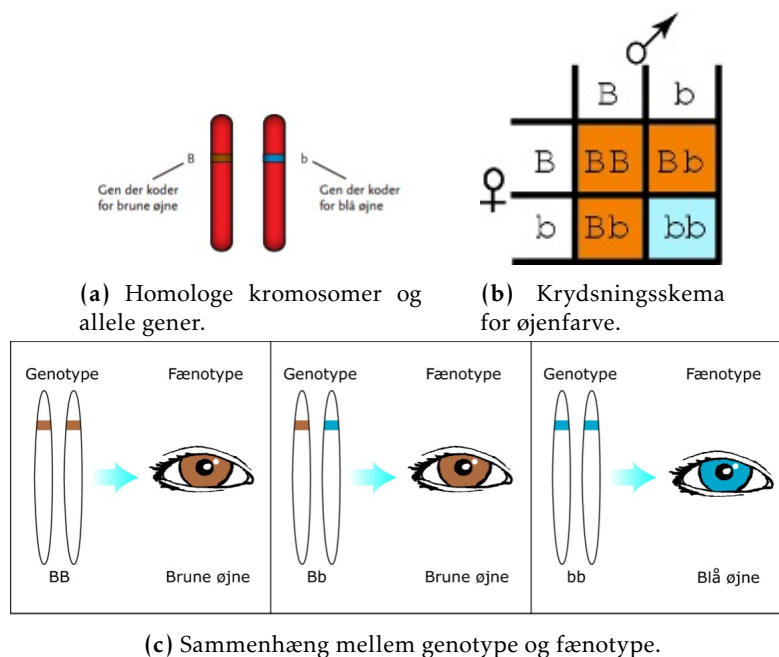 B
b
Gen der koder
for brune øjne
Gen der koder
for blå øjne
(a) Homologe kromosomer og
allele gener.
♂
B b
♀
B BB Bb
b Bb bb
(b) Krydsningsskema
for øjenfarve.
Genotype Fænotype
BB Brune øjne
Genotype Fænotype
Bb Brune øjne
Genotype Fænotype
bb Blå øjne
(c) Sammenhæng mellem genotype og fænotype.